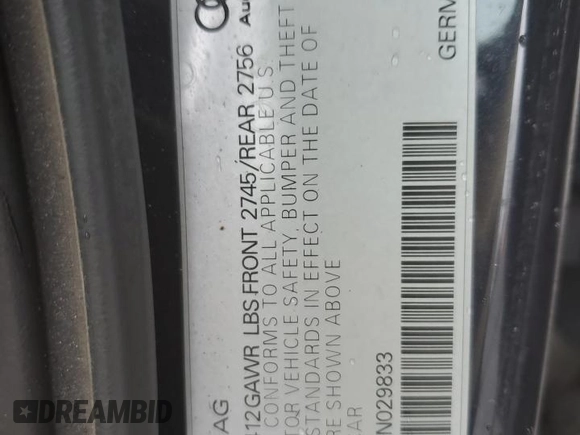 AG
Au
412GAWR LBS FRONT 2745/REAR 2756
CONFORMS TO ALL APPLICABLE U.S.
TOR VEHICLE SAFETY, BUMPER AND THEFT
STANDARDS IN EFFECT ON THE DATE OF
RE SHOWN ABOVE
AR
N029833
GERM
DREAMBID